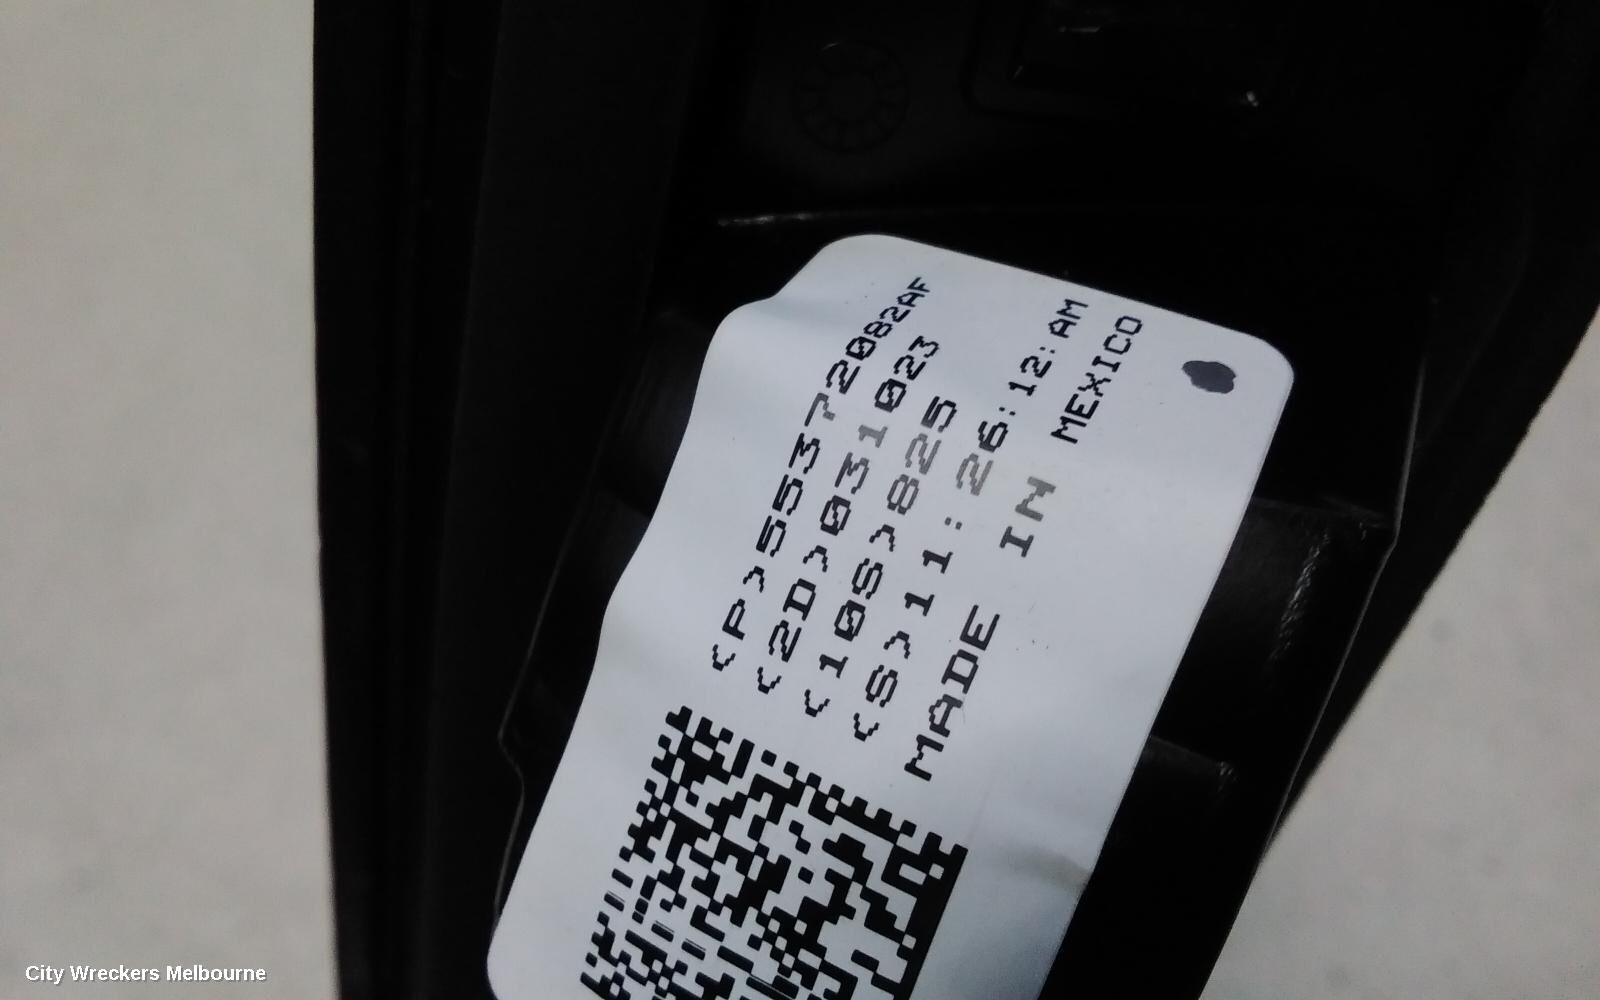 (P)55372082AF
(2D)031023
(10S)825
(S)11:26:12:AM
MADE IN MEXICO
City Wreckers Melbourne